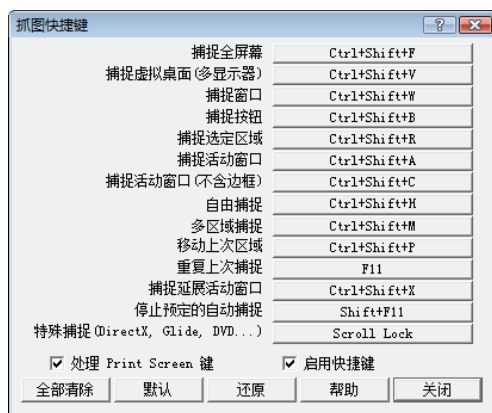 抓图快捷键
捕捉全屏幕 Ctrl+Shift+F
捕捉虚拟桌面(多显示器) Ctrl+Shift+V
捕捉窗口 Ctrl+Shift+W
捕捉按钮 Ctrl+Shift+B
捕捉选定区域 Ctrl+Shift+R
捕捉活动窗口 Ctrl+Shift+A
捕捉活动窗口(不含边框) Ctrl+Shift+C
自由捕捉 Ctrl+Shift+H
多区域捕捉 Ctrl+Shift+M
移动上次区域 Ctrl+Shift+P
重复上次捕捉 F11
捕捉延展活动窗口 Ctrl+Shift+X
停止预定的自动捕捉 Shift+F11
特殊捕捉(DirectX, Glide, DVD...) Scroll Lock
处理 Print Screen 键 启用快捷键
全部清除 默认 还原 帮助 关闭